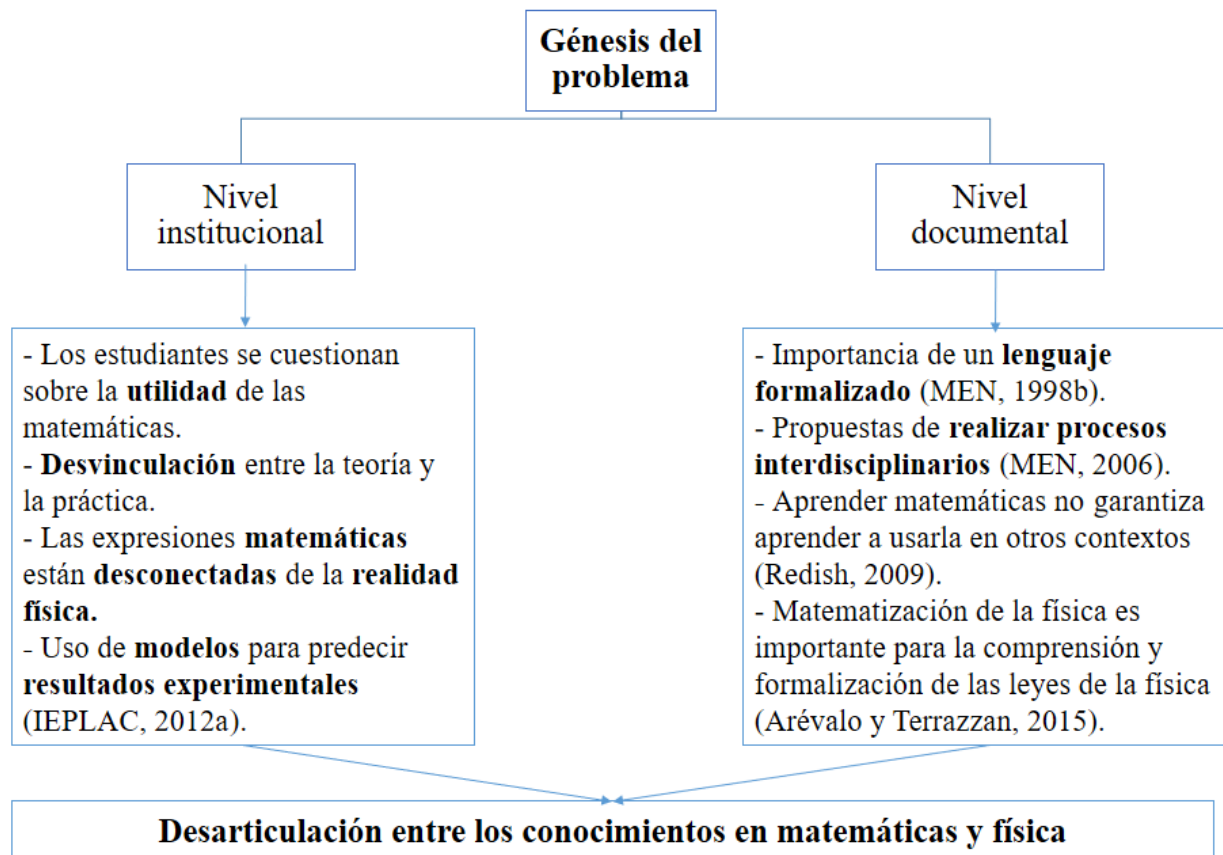 Génesis del
problema
Nivel
institucional
Nivel
documental
- Los estudiantes se cuestionan
sobre la utilidad de las
matemáticas.
- Desvinculación entre la teoría y
la práctica.
- Las expresiones matemáticas
están desconectadas de la realidad
física.
- Uso de modelos para predecir
resultados experimentales
(IEPLAC, 2012a).
- Importancia de un lenguaje
formalizado (MEN, 1998b).
- Propuestas de realizar procesos
interdisciplinarios (MEN, 2006).
- Aprender matemáticas no garantiza
aprender a usarla en otros contextos
(Redish, 2009).
- Matematización de la física es
importante para la comprensión y
formalización de las leyes de la física
(Arévalo y Terrazzan, 2015).
Desarticulación entre los conocimientos en matemáticas y física